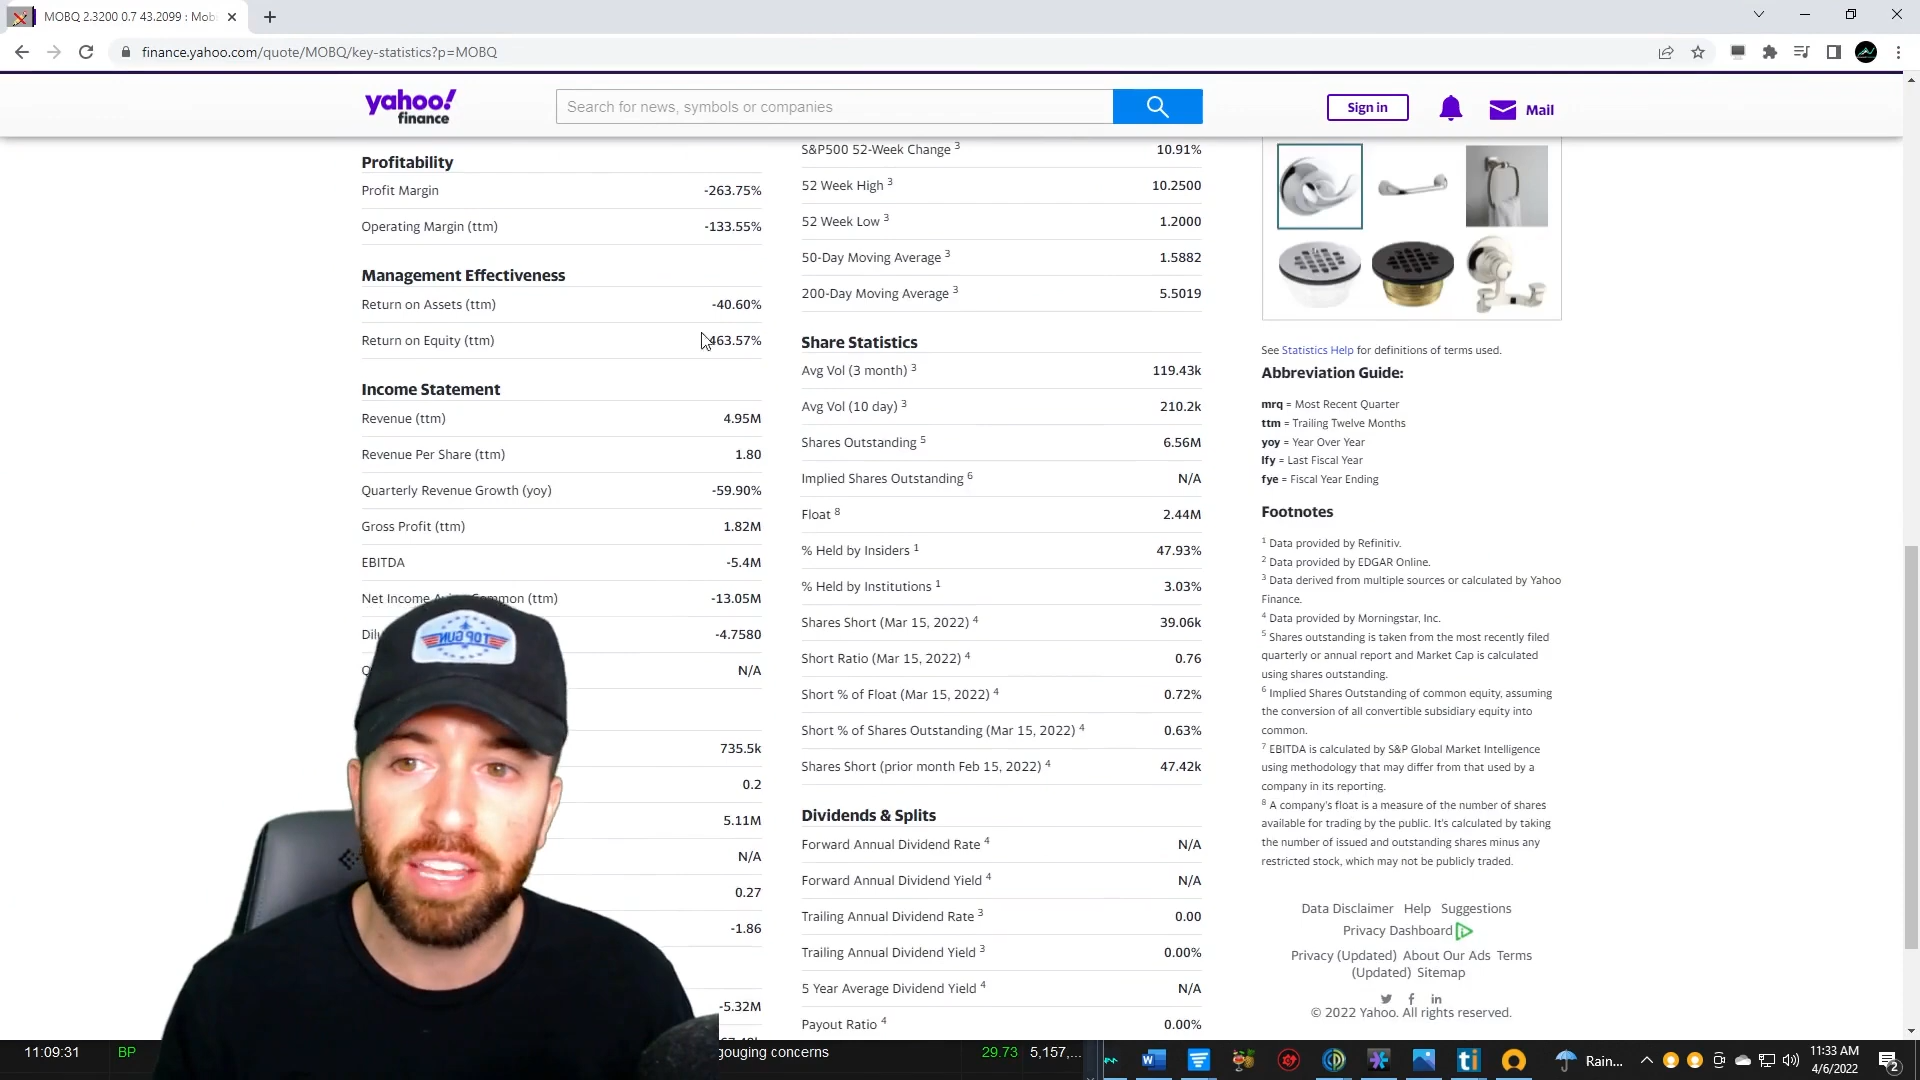 MOBQ 2.3200 0.7 43.2099 : Mob
finance.yahoo.com/quote/MOBQ/key-statistics?p=MOBQ
yahoo!
finance
Search for news, symbols or companies
Sign in
Mail
Profitability
Profit Margin -263.75%
Operating Margin (ttm) -133.55%
Management Effectiveness
Return on Assets (ttm) -40.60%
Return on Equity (ttm) 463.57%
Income Statement
Revenue (ttm) 4.95M
Revenue Per Share (ttm) 1.80
Quarterly Revenue Growth (yoy) -59.90%
Gross Profit (ttm) 1.82M
EBITDA -5.4M
Net Income Common (ttm) -13.05M
-4.7580
N/A
735.5k
0.2
5.11M
N/A
0.27
-1.86
-5.32M
TOP GUN
S&P500 52-Week Change 3 10.91%
52 Week High 3 10.2500
52 Week Low 3 1.2000
50-Day Moving Average 3 1.5882
200-Day Moving Average 3 5.5019
Share Statistics
Avg Vol (3 month) 3 119.43k
Avg Vol (10 day) 3 210.2k
Shares Outstanding 5 6.56M
Implied Shares Outstanding 6 N/A
Float 8 2.44M
% Held by Insiders 1 47.93%
% Held by Institutions 1 3.03%
Shares Short (Mar 15, 2022) 4 39.06k
Short Ratio (Mar 15, 2022) 4 0.76
Short % of Float (Mar 15, 2022) 4 0.72%
Short % of Shares Outstanding (Mar 15, 2022) 4 0.63%
Shares Short (prior month Feb 15, 2022) 4 47.42k
Dividends & Splits
Forward Annual Dividend Rate 4 N/A
Forward Annual Dividend Yield 4 N/A
Trailing Annual Dividend Rate 3 0.00
Trailing Annual Dividend Yield 3 0.00%
5 Year Average Dividend Yield 4 N/A
Payout Ratio 4 0.00%
See Statistics Help for definitions of terms used.
Abbreviation Guide:
mrq = Most Recent Quarter
ttm = Trailing Twelve Months
yoy = Year Over Year
lfy = Last Fiscal Year
fye = Fiscal Year Ending
Footnotes
1 Data provided by Refinitiv.
2 Data provided by EDGAR Online.
3 Data derived from multiple sources or calculated by Yahoo
Finance.
4 Data provided by Morningstar, Inc.
5 Shares outstanding is taken from the most recently filed
quarterly or annual report and Market Cap is calculated
using shares outstanding.
6 Implied Shares Outstanding of common equity, assuming
the conversion of all convertible subsidiary equity into
common.
7 EBITDA is calculated by S&P Global Market Intelligence
using methodology that may differ from that used by a
company in its reporting.
8 A company's float is a measure of the number of shares
available for trading by the public. It's calculated by taking
the number of issued and outstanding shares minus any
restricted stock, which may not be publicly traded.
Data Disclaimer Help Suggestions
Privacy Dashboard
Privacy (Updated) About Our Ads Terms
(Updated) Sitemap
© 2022 Yahoo. All rights reserved.
11:09:31 BP gouging concerns 29.73 5,157,...
Rain...
11:33 AM
4/6/2022
2